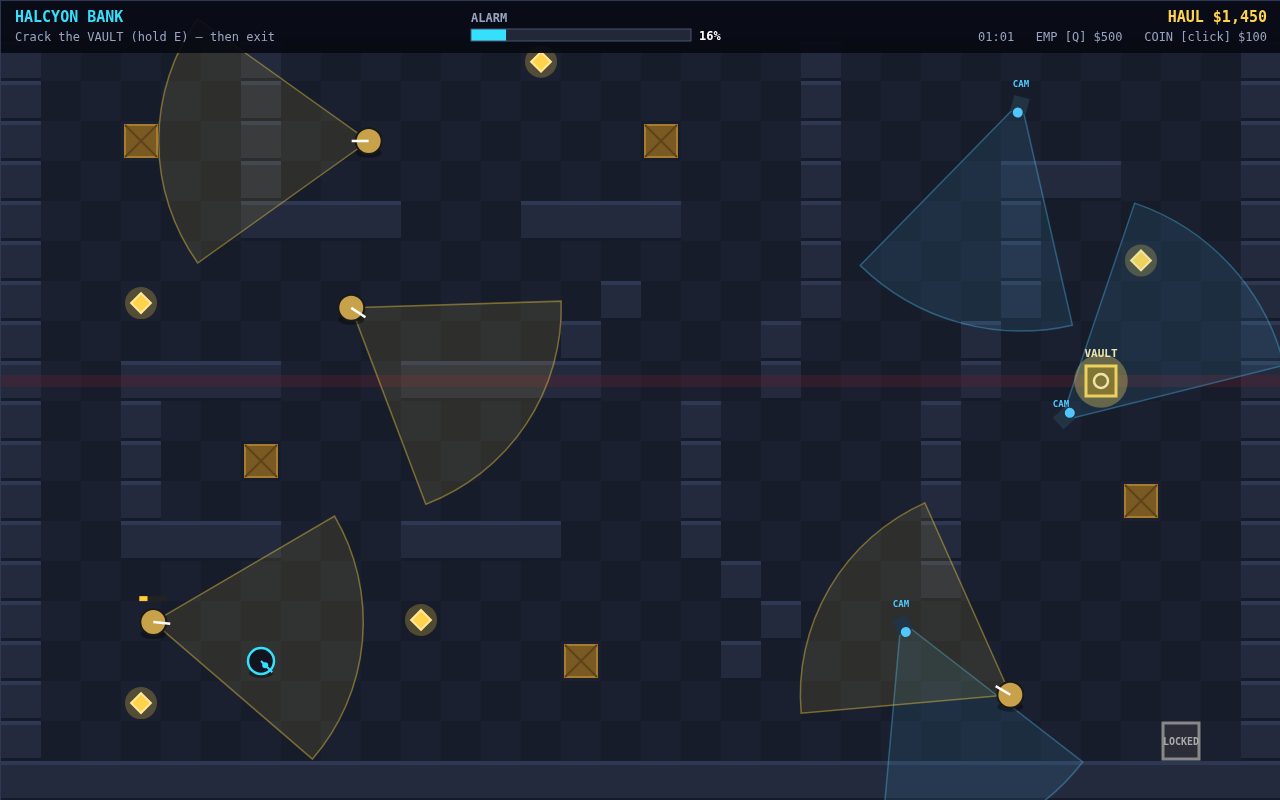 HALCYON BANK
Crack the VAULT (hold E) — then exit
ALARM
16%
HAUL $1,450
01:01 EMP [Q] $500 COIN [click] $100
CAM
VAULT
CAM
CAM
LOCKED